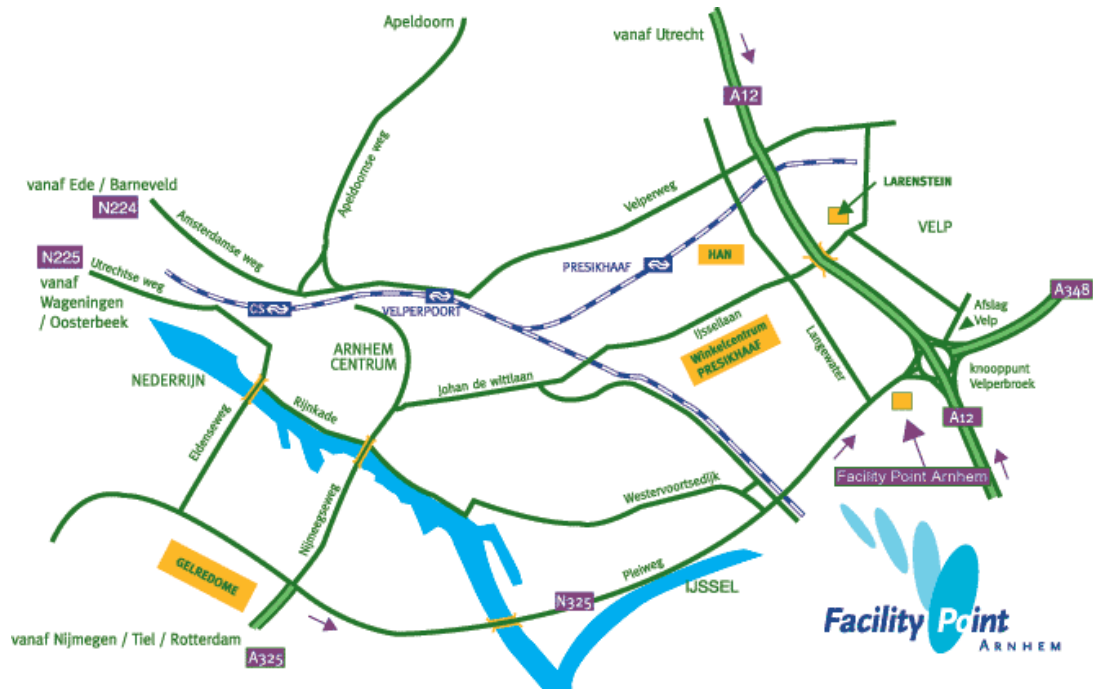 Apeldoorn
vanaf Utrecht
A12
Apeldoornse weg
vanaf Ede / Barneveld
N224
Amsterdamse weg
Velperweg
LARENSTEIN
VELP
N225
Utrechtse weg
vanaf
Wageningen
/ Oosterbeek
CS
VELPERPOORT
PRESIKHAAF
HAN
A348
Afslag
Velp
NEDERRIJN
ARNHEM
CENTRUM
Ijssellaan
Winkelcentrum
PRESIKHAAF
Langewater
knooppunt
Velperbroek
Johan de wittlaan
Rijnkade
Eldenseweg
A12
Nijmeegseweg
Westervoortsedijk
Facility Point Arnhem
GELREDOME
Pleiweg
IJSSEL
N325
vanaf Nijmegen / Tiel / Rotterdam
A325
Facility Point
ARNHEM